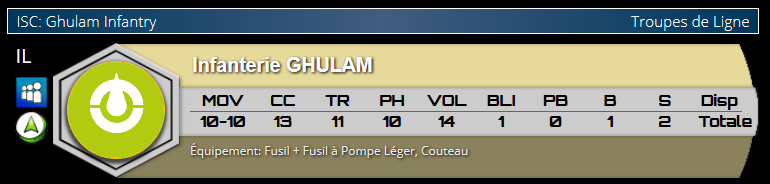 ISC: Ghulam Infantry Troupes de Ligne
IL
Infanterie GHULAM
MOV CC TR PH VOL BLI PB B S Disp
10-10 13 11 10 14 1 0 1 2 Totale
Équipement: Fusil + Fusil à Pompe Léger, Couteau